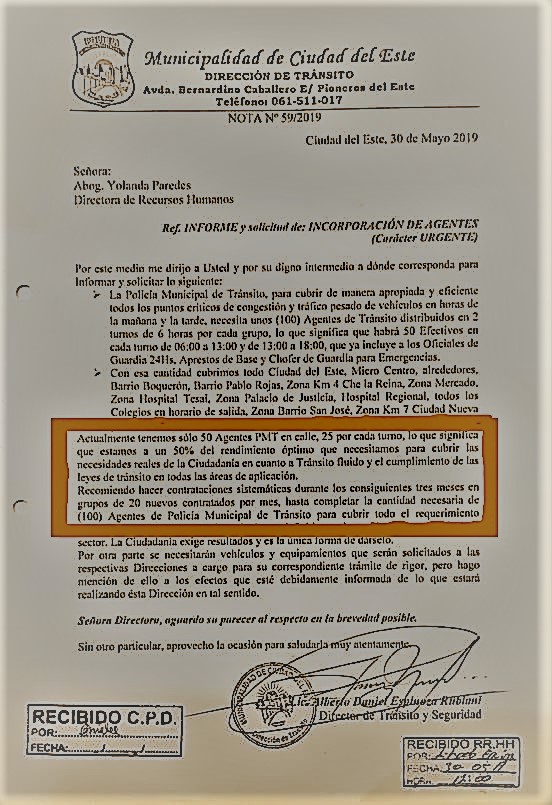 Municipalidad de Ciudad del Este
DIRECCIÓN DE TRÁNSITO
Avda. Bernardino Caballero E/ Pioneros del Este
Teléfono: 061-511-017
NOTA Nº 59/2019
Ciudad del Este, 30 de Mayo 2019
Señora:
Abog. Yolanda Paredes
Directora de Recursos Humanos
Ref. INFORME y solicitud de: INCORPORACIÓN DE AGENTES
(Carácter URGENTE)
Por este medio me dirijo a Usted y por su digno intermedio a dónde corresponda para
Informar y solicitar lo siguiente:
➢ La Policía Municipal de Tránsito, para cubrir de manera apropiada y eficiente
todos los puntos críticos de congestión y tráfico pesado de vehículos en horas de
la mañana y la tarde, necesita unos (100) Agentes de Tránsito distribuidos en 2
turnos de 6 horas por cada grupo, lo que significa que habrá 50 Efectivos en
cada turno de 06:00 a 13:00 y de 13:00 a 18:00, que ya incluye a los Oficiales de
Guardia 24Hs, Aprestos de Base y Chofer de Guardia para Emergencias.
➢ Con esa cantidad cubrimos todo Ciudad del Este, Micro Centro, alrededores,
Barrio Boquerón, Barrio Pablo Rojas, Zona Km 4 Che la Reina, Zona Mercado,
Zona Hospital Tesai, Zona Palacio de Justicia, Hospital Regional, todos los
Colegios en horario de salida, Zona Barrio San José, Zona Km 7 Ciudad Nueva
Actualmente tenemos sólo 50 Agentes PMT en calle, 25 por cada turno, lo que significa
que estamos a un 50% del rendimiento óptimo que necesitamos para cubrir las
necesidades reales de la Ciudadanía en cuanto a Tránsito fluido y el cumplimiento de las
leyes de tránsito en todas las áreas de aplicación.
Recomiendo hacer contrataciones sistemáticas durante los consiguientes tres meses en
grupos de 20 nuevos contratados por mes, hasta completar la cantidad necesaria de
(100) Agentes de Policía Municipal de Tránsito para cubrir todo el requerimiento
sector. La Ciudadanía exige resultados y es la única forma de darselo.
Por otra parte se necesitarán vehículos y equipamientos que serán solicitados a las
respectivas Direcciones a cargo para su correspondiente trámite de rigor, pero hago
mención de ello a los efectos que esté debidamente informada de lo que estará
realizando ésta Dirección en tal sentido.
Señora Directora, aguardo su parecer al respecto en la brevedad posible.
Sin otro particular, aprovecho la ocasión para saludarla muy atentamente
Lic. Alberto Daniel Espinoza Rubiani
Director de Tránsito y Seguridad
RECIBIDO C.P.D.
POR:
FECHA:
RECIBIDO RR.HH
POR:
FECHA: 30-05-19
HORA: